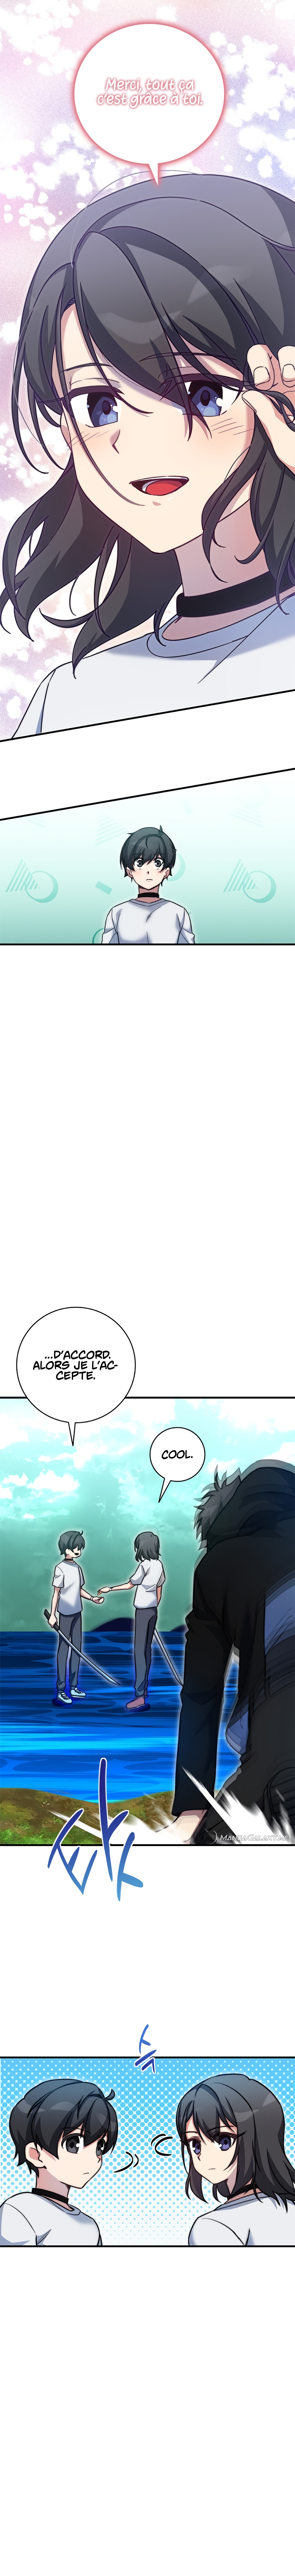 Merci, tout ça
c'est grâce à toi.
...D'ACCORD.
ALORS JE L'AC-
CEPTE.
COOL.